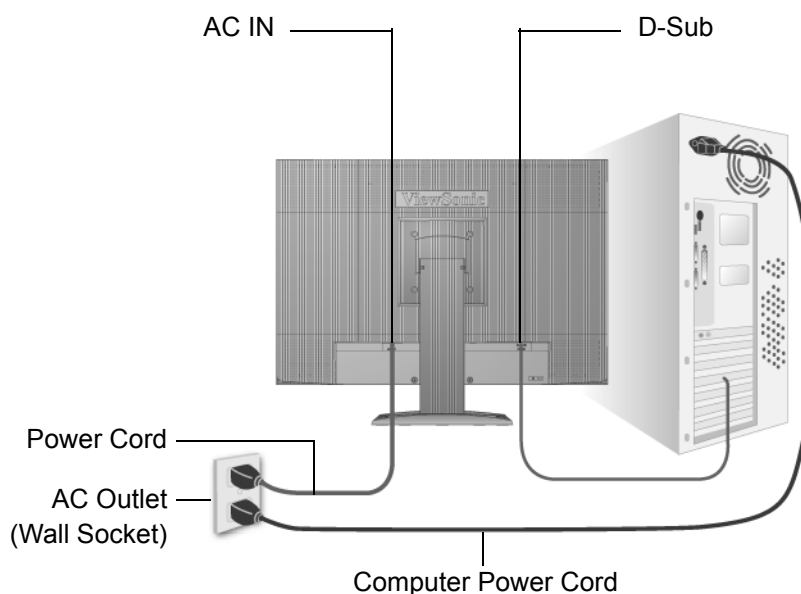 AC IN
D-Sub
ViewSonic
Power Cord
AC Outlet
(Wall Socket)
Computer Power Cord